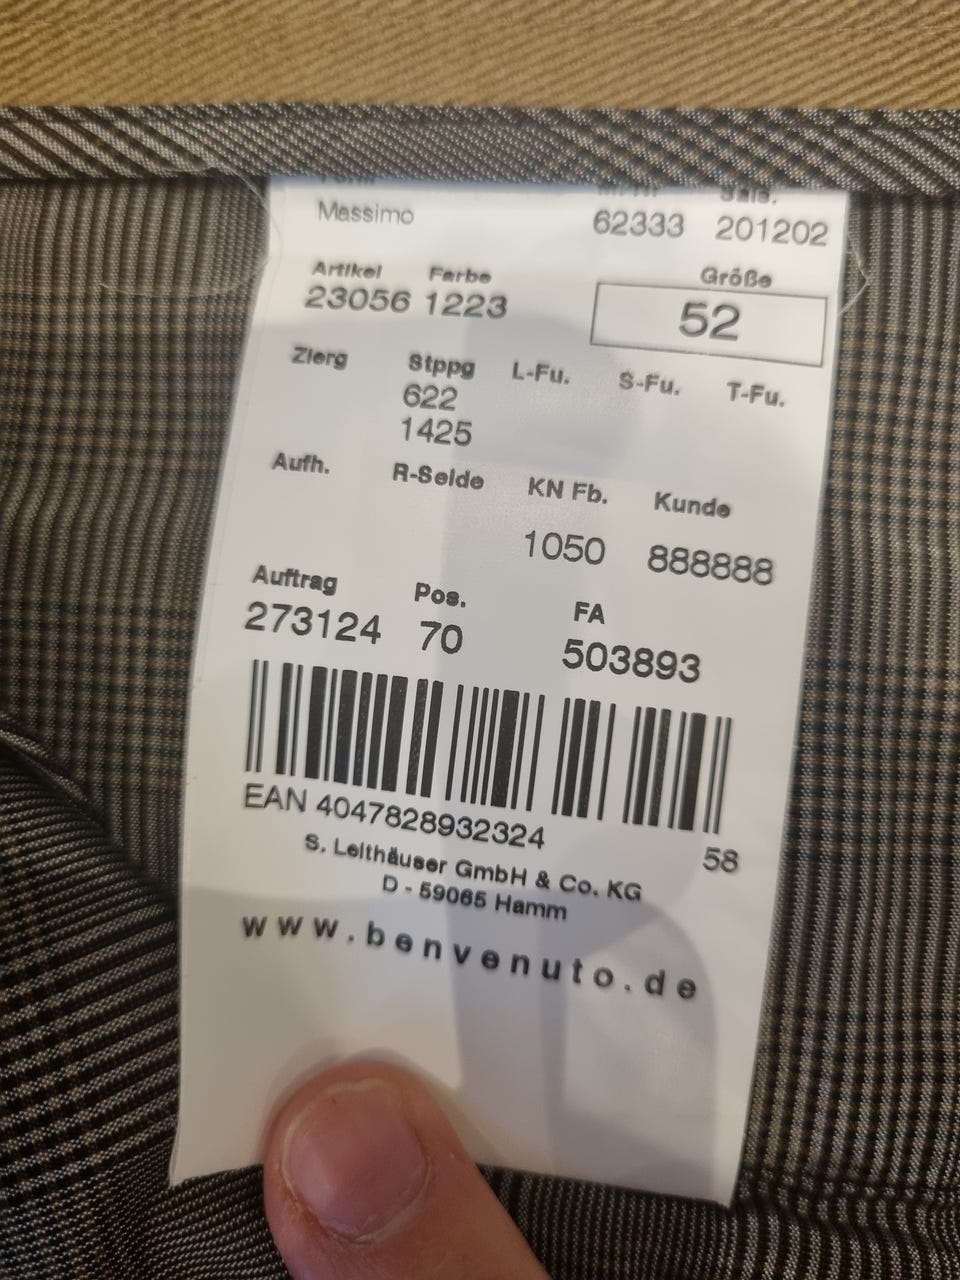 Massimo 62333 201202
Artikel Farbe Größe
23056 1223 52
Zierg Stppg L-Fu. S-Fu. T-Fu.
622
1425
Aufh. R-Seide KN Fb. Kunde
1050 888888
Auftrag Pos. FA
273124 70 503893
EAN 4047828932324 58
S. Leithäuser GmbH & Co. KG
D - 59065 Hamm
www.benvenuto.de